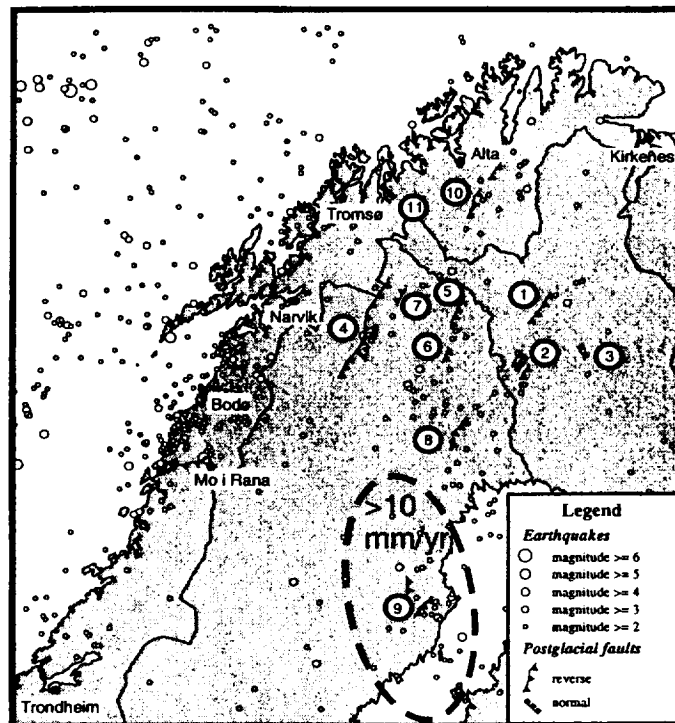 Alta
Kirkenes
10
11
Tromsø
5
1
7
Narvik
4
6
2
3
Bodø
8
Mo i Rana
>10
mm/yr
9
Trondheim
Legend
Earthquakes
magnitude >= 6
magnitude >= 5
magnitude >= 4
magnitude >= 3
magnitude >= 2
Postglacial faults
reverse
normal